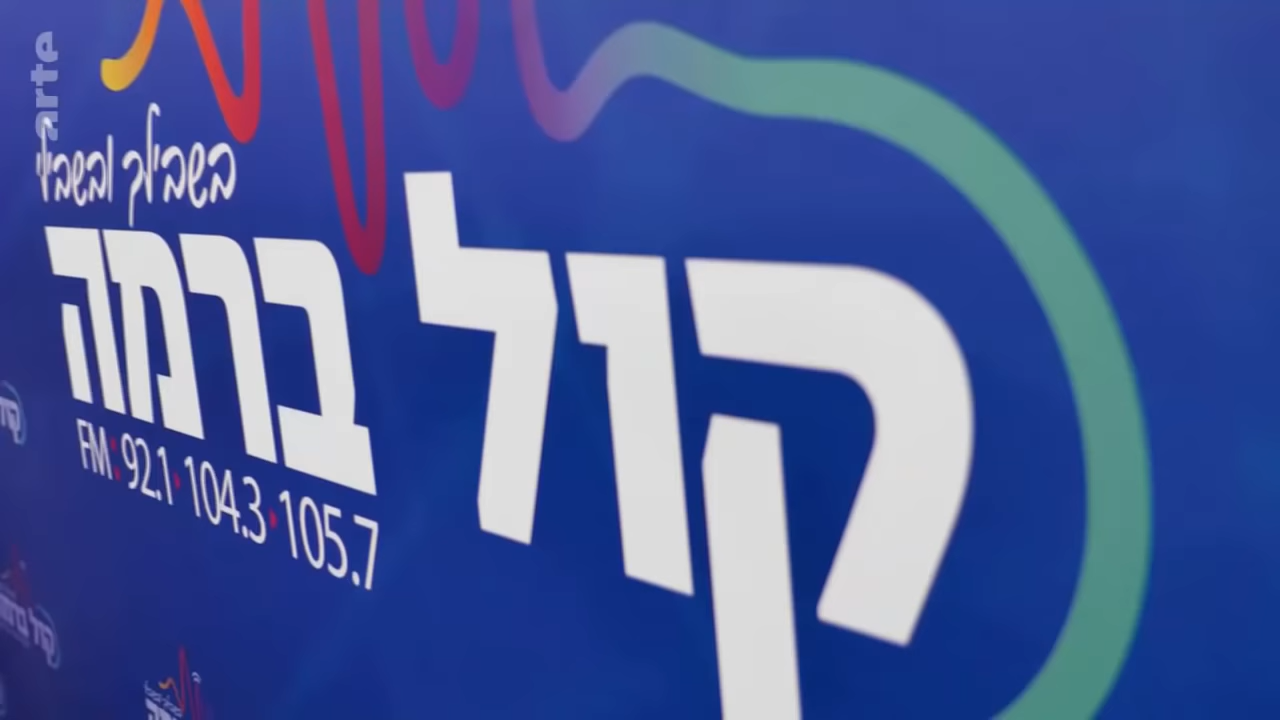 arte
בשבילך ובשבילי
קול ברמה
FM: 92.1 • 104.3 • 105.7
קול ברמה